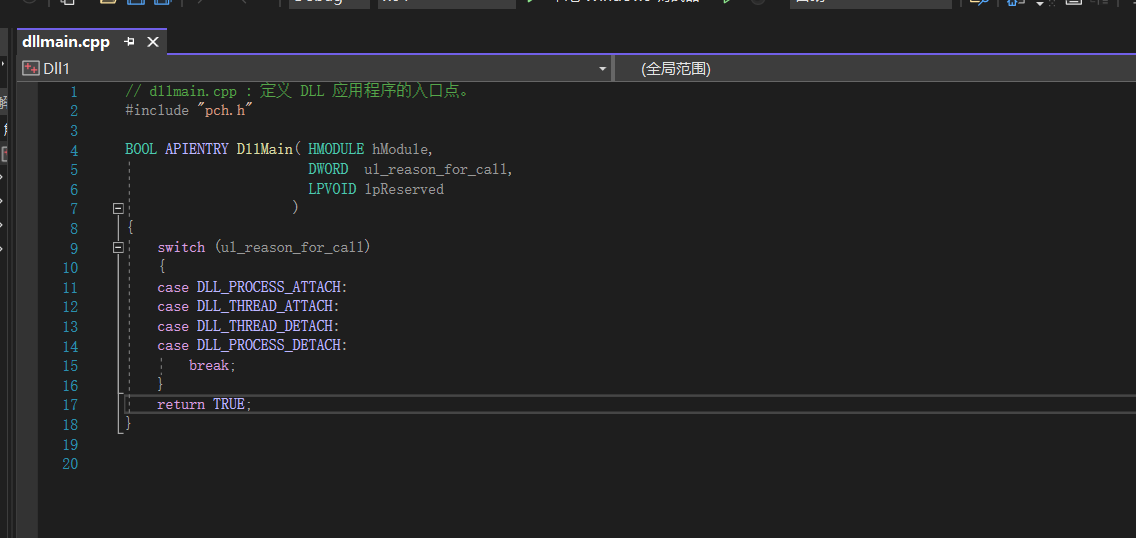 dllmain.cpp
Dll1 (全局范围)
1 // dllmain.cpp : 定义 DLL 应用程序的入口点。
2 #include "pch.h"
3
4 BOOL APIENTRY DllMain( HMODULE hModule,
5 DWORD ul_reason_for_call,
6 LPVOID lpReserved
7 )
8 {
9 switch (ul_reason_for_call)
10 {
11 case DLL_PROCESS_ATTACH:
12 case DLL_THREAD_ATTACH:
13 case DLL_THREAD_DETACH:
14 case DLL_PROCESS_DETACH:
15 break;
16 }
17 return TRUE;
18 }
19
20